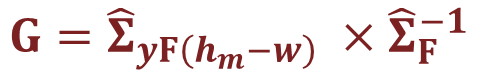 G = Σ̂_{yF(h_m−w)} × Σ̂_F^{−1}